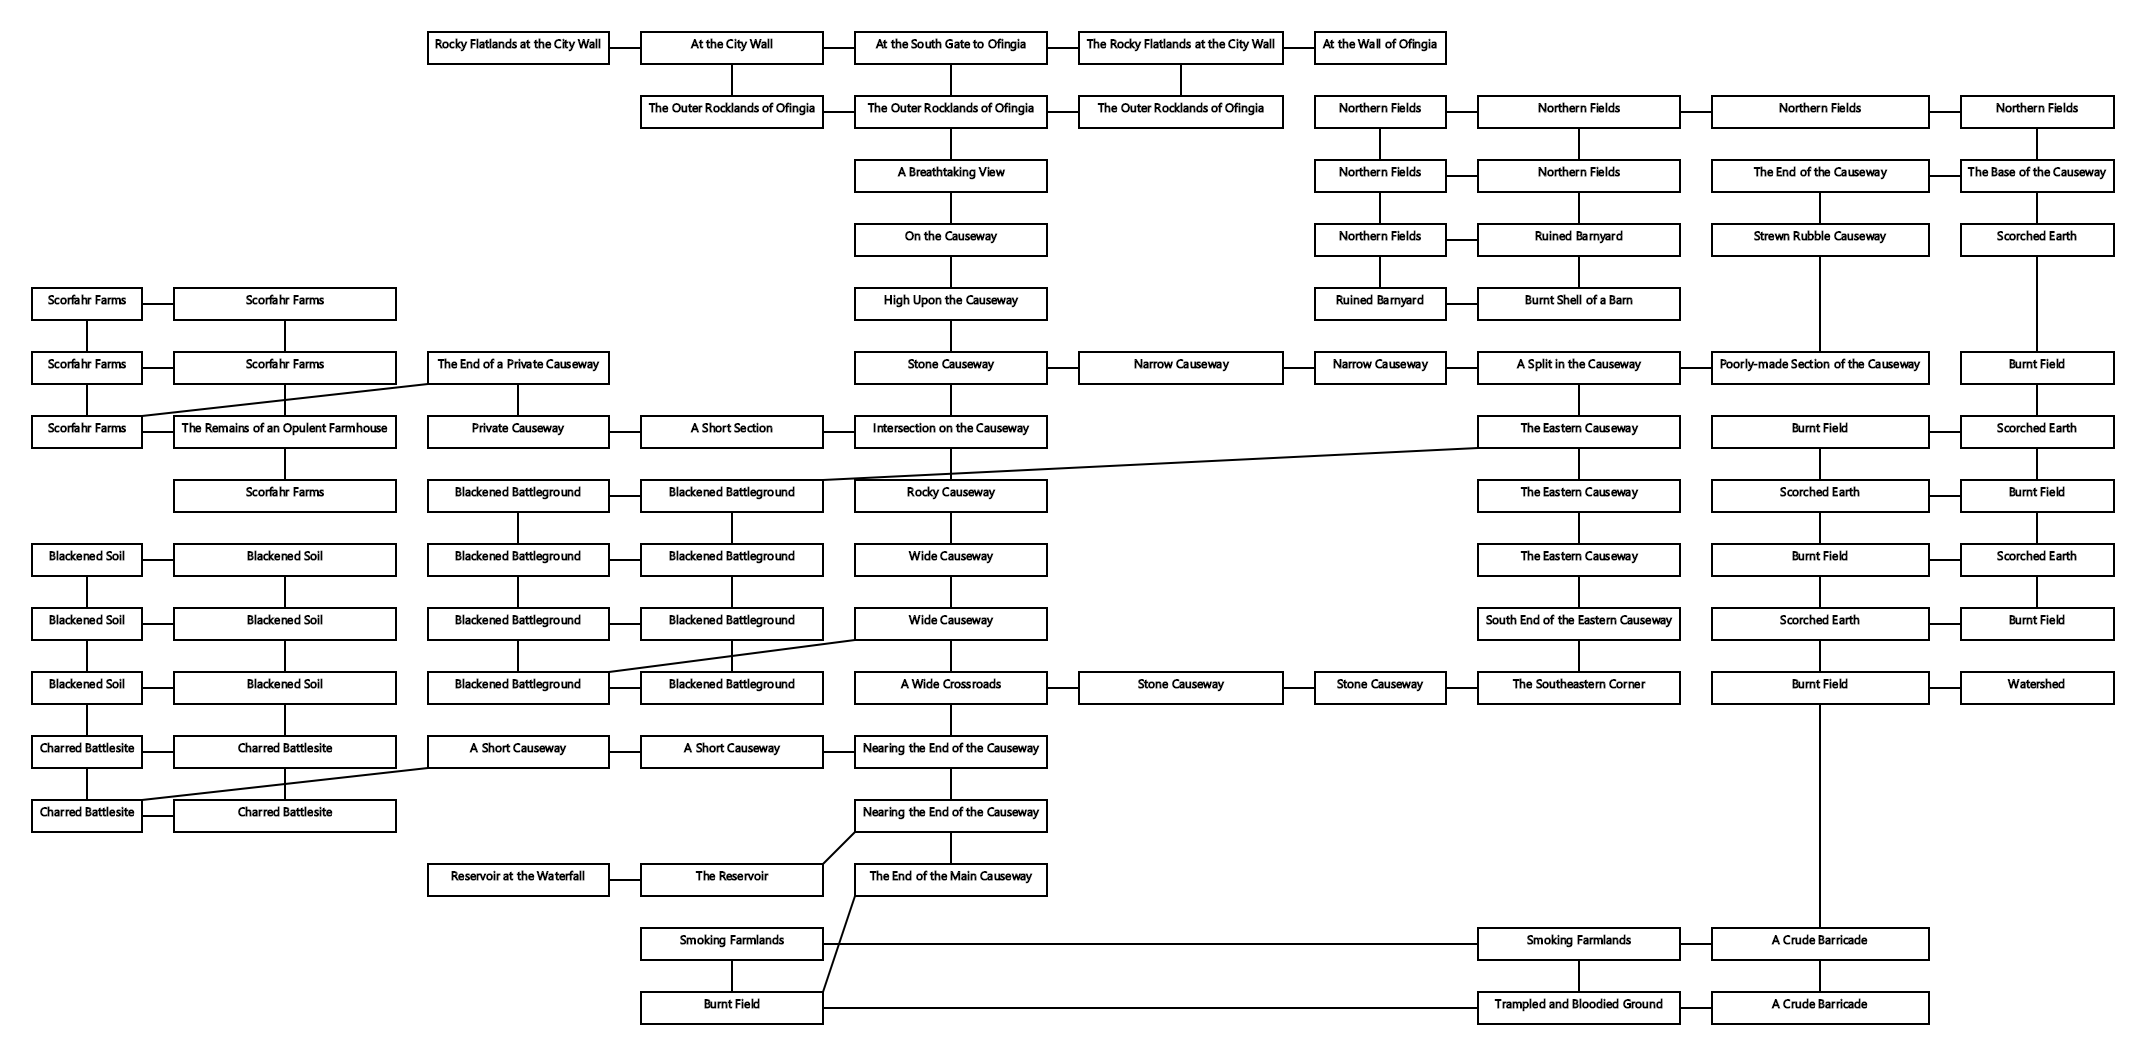 Rocky Flatlands at the City Wall
At the City Wall
At the South Gate to Ofingia
The Rocky Flatlands at the City Wall
At the Wall of Ofingia
The Outer Rocklands of Ofingia
The Outer Rocklands of Ofingia
The Outer Rocklands of Ofingia
Northern Fields
Northern Fields
Northern Fields
Northern Fields
A Breathtaking View
Northern Fields
Northern Fields
The End of the Causeway
The Base of the Causeway
On the Causeway
Northern Fields
Ruined Barnyard
Strewn Rubble Causeway
Scorched Earth
Scorfahr Farms
Scorfahr Farms
High Upon the Causeway
Ruined Barnyard
Burnt Shell of a Barn
Scorfahr Farms
Scorfahr Farms
The End of a Private Causeway
Stone Causeway
Narrow Causeway
Narrow Causeway
A Split in the Causeway
Poorly-made Section of the Causeway
Burnt Field
Scorfahr Farms
The Remains of an Opulent Farmhouse
Private Causeway
A Short Section
Intersection on the Causeway
The Eastern Causeway
Burnt Field
Scorched Earth
Scorfahr Farms
Blackened Battleground
Blackened Battleground
Rocky Causeway
The Eastern Causeway
Scorched Earth
Burnt Field
Blackened Soil
Blackened Soil
Blackened Battleground
Blackened Battleground
Wide Causeway
The Eastern Causeway
Burnt Field
Scorched Earth
Blackened Soil
Blackened Soil
Blackened Battleground
Blackened Battleground
Wide Causeway
South End of the Eastern Causeway
Scorched Earth
Burnt Field
Blackened Soil
Blackened Soil
Blackened Battleground
Blackened Battleground
A Wide Crossroads
Stone Causeway
Stone Causeway
The Southeastern Corner
Burnt Field
Watershed
Charred Battlesite
Charred Battlesite
A Short Causeway
A Short Causeway
Nearing the End of the Causeway
Charred Battlesite
Charred Battlesite
Nearing the End of the Causeway
Reservoir at the Waterfall
The Reservoir
The End of the Main Causeway
Smoking Farmlands
Smoking Farmlands
A Crude Barricade
Burnt Field
Trampled and Bloodied Ground
A Crude Barricade